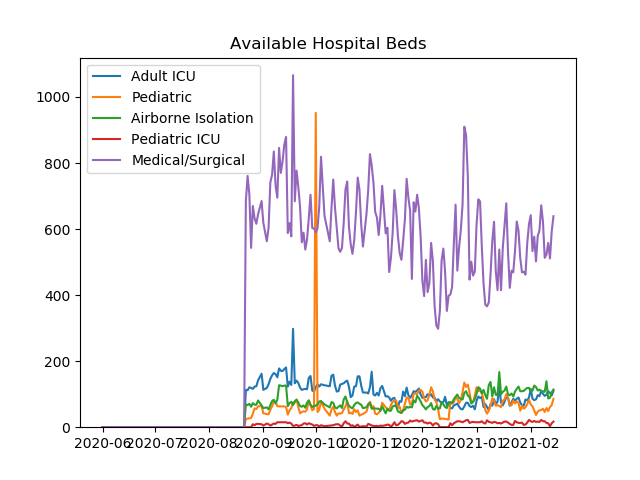 Available Hospital Beds
Adult ICU
Pediatric
Airborne Isolation
Pediatric ICU
Medical/Surgical
1000
800
600
400
200
0
2020-06 2020-07 2020-08 2020-09 2020-10 2020-11 2020-12 2021-01 2021-02